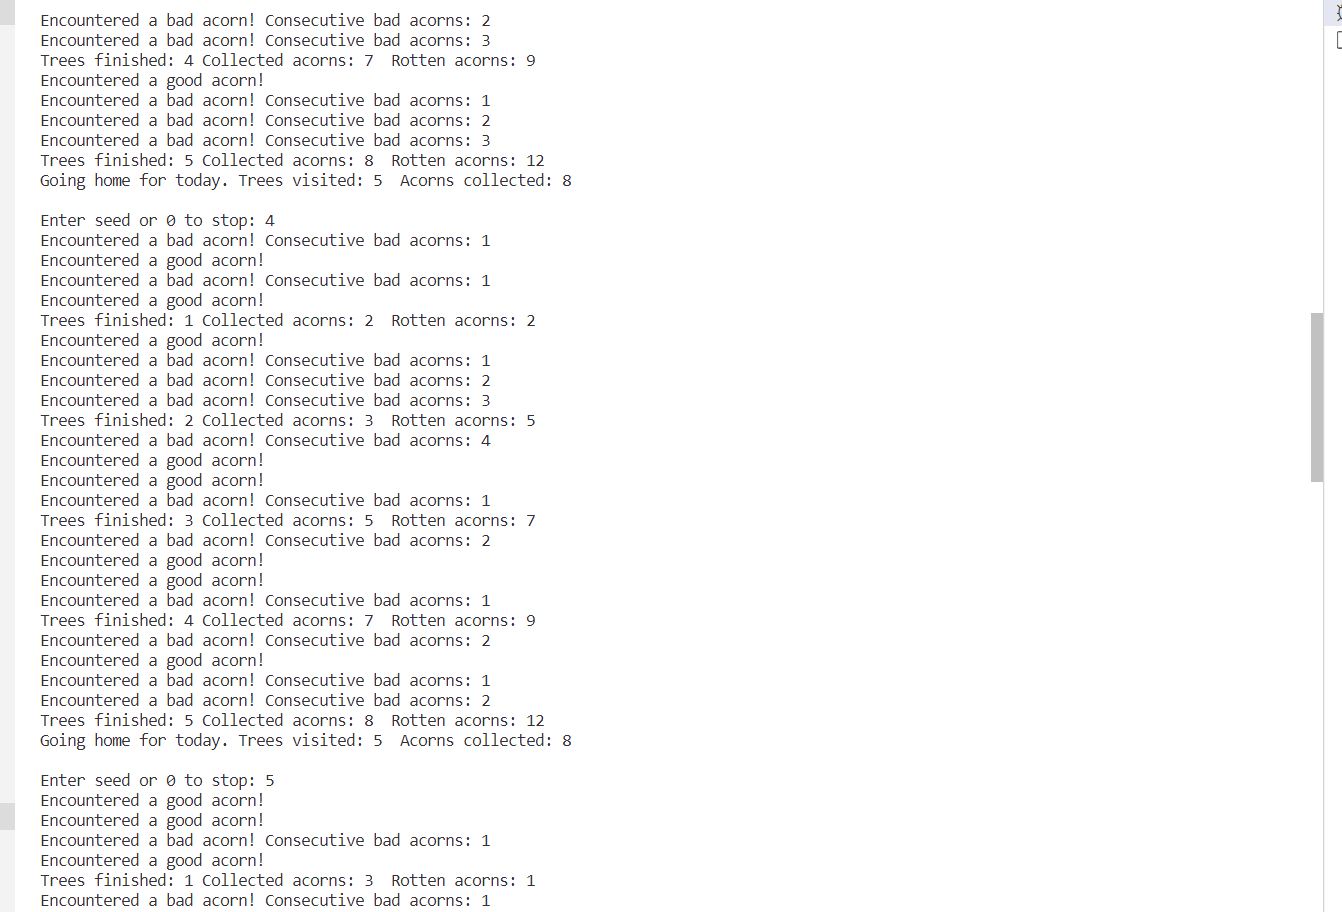 Encountered a bad acorn! Consecutive bad acorns: 2
Encountered a bad acorn! Consecutive bad acorns: 3
Trees finished: 4 Collected acorns: 7  Rotten acorns: 9
Encountered a good acorn!
Encountered a bad acorn! Consecutive bad acorns: 1
Encountered a bad acorn! Consecutive bad acorns: 2
Encountered a bad acorn! Consecutive bad acorns: 3
Trees finished: 5 Collected acorns: 8  Rotten acorns: 12
Going home for today. Trees visited: 5  Acorns collected: 8

Enter seed or 0 to stop: 4
Encountered a bad acorn! Consecutive bad acorns: 1
Encountered a good acorn!
Encountered a bad acorn! Consecutive bad acorns: 1
Encountered a good acorn!
Trees finished: 1 Collected acorns: 2  Rotten acorns: 2
Encountered a good acorn!
Encountered a bad acorn! Consecutive bad acorns: 1
Encountered a bad acorn! Consecutive bad acorns: 2
Encountered a bad acorn! Consecutive bad acorns: 3
Trees finished: 2 Collected acorns: 3  Rotten acorns: 5
Encountered a bad acorn! Consecutive bad acorns: 4
Encountered a good acorn!
Encountered a good acorn!
Encountered a bad acorn! Consecutive bad acorns: 1
Trees finished: 3 Collected acorns: 5  Rotten acorns: 7
Encountered a bad acorn! Consecutive bad acorns: 2
Encountered a good acorn!
Encountered a good acorn!
Encountered a bad acorn! Consecutive bad acorns: 1
Trees finished: 4 Collected acorns: 7  Rotten acorns: 9
Encountered a bad acorn! Consecutive bad acorns: 2
Encountered a good acorn!
Encountered a bad acorn! Consecutive bad acorns: 1
Encountered a bad acorn! Consecutive bad acorns: 2
Trees finished: 5 Collected acorns: 8  Rotten acorns: 12
Going home for today. Trees visited: 5  Acorns collected: 8

Enter seed or 0 to stop: 5
Encountered a good acorn!
Encountered a good acorn!
Encountered a bad acorn! Consecutive bad acorns: 1
Encountered a good acorn!
Trees finished: 1 Collected acorns: 3  Rotten acorns: 1
Encountered a bad acorn! Consecutive bad acorns: 1